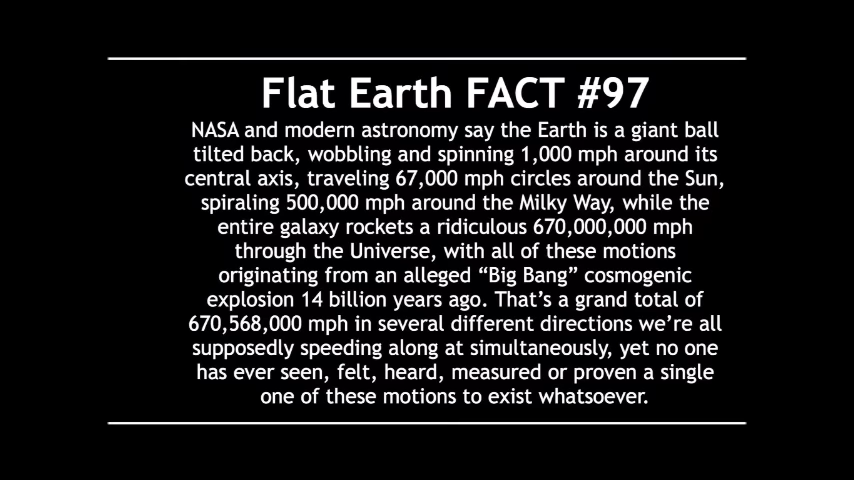 Flat Earth FACT #97
NASA and modern astronomy say the Earth is a giant ball
tilted back, wobbling and spinning 1,000 mph around its
central axis, traveling 67,000 mph circles around the Sun,
spiraling 500,000 mph around the Milky Way, while the
entire galaxy rockets a ridiculous 670,000,000 mph
through the Universe, with all of these motions
originating from an alleged “Big Bang” cosmogenic
explosion 14 billion years ago. That’s a grand total of
670,568,000 mph in several different directions we’re all
supposedly speeding along at simultaneously, yet no one
has ever seen, felt, heard, measured or proven a single
one of these motions to exist whatsoever.